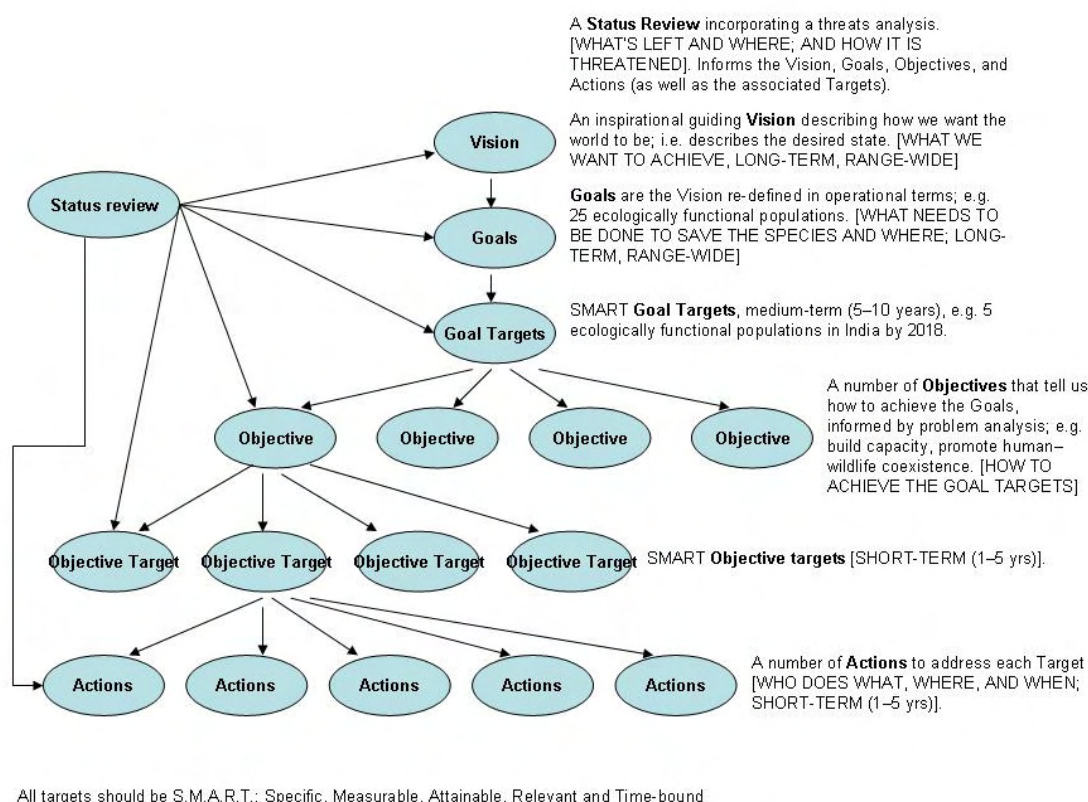 A Status Review incorporating a threats analysis.
[WHAT'S LEFT AND WHERE; AND HOW IT IS
THREATENED]. Informs the Vision, Goals, Objectives, and
Actions (as well as the associated Targets).
Vision
An inspirational guiding Vision describing how we want the
world to be; i.e. describes the desired state. [WHAT WE
WANT TO ACHIEVE, LONG-TERM, RANGE-WIDE]
Status review
Goals
Goals are the Vision re-defined in operational terms; e.g.
25 ecologically functional populations. [WHAT NEEDS TO
BE DONE TO SAVE THE SPECIES AND WHERE; LONG-
TERM, RANGE-WIDE]
Goal Targets
SMART Goal Targets, medium-term (5–10 years), e.g. 5
ecologically functional populations in India by 2018.
Objective
Objective
Objective
Objective
A number of Objectives that tell us
how to achieve the Goals,
informed by problem analysis; e.g.
build capacity, promote human–
wildlife coexistence. [HOW TO
ACHIEVE THE GOAL TARGETS]
Objective Target
Objective Target
Objective Target
Objective Target
SMART Objective targets [SHORT-TERM (1–5 yrs)].
Actions
Actions
Actions
Actions
Actions
A number of Actions to address each Target
[WHO DOES WHAT, WHERE, AND WHEN;
SHORT-TERM (1–5 yrs)].
All targets should be S.M.A.R.T.: Specific, Measurable, Attainable, Relevant and Time-bound